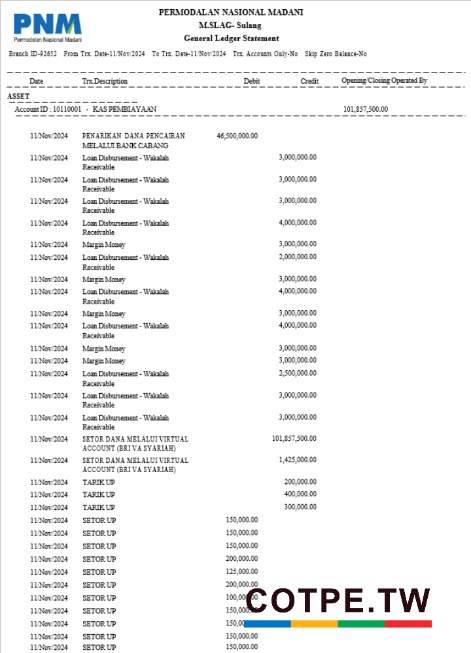 PNM
Permodalan Nasional Madani
PERMODALAN NASIONAL MADANI
M.SLAG- Sulang
General Ledger Statement
Branch ID-92652 From Trx. Date-11/Nov/2024 To Trx. Date-11/Nov/2024 Trx. Accounts Only-No Skip Zero Balance-No
Date Trx.Description Debit Credit Opening/Closing Operated By
ASSET
Account ID : 10110001 - KAS PEMBIAYAAN 101,857,500.00
11/Nov/2024 PENARIKAN DANA PENCAIRAN 46,500,000.00
MELALUI BANK CABANG
11/Nov/2024 Loan Disbursement - Wakalah 3,000,000.00
Receivable
11/Nov/2024 Loan Disbursement - Wakalah 3,000,000.00
Receivable
11/Nov/2024 Loan Disbursement - Wakalah 3,000,000.00
Receivable
11/Nov/2024 Loan Disbursement - Wakalah 4,000,000.00
Receivable
11/Nov/2024 Margin Money 3,000,000.00
11/Nov/2024 Loan Disbursement - Wakalah 2,000,000.00
Receivable
11/Nov/2024 Margin Money 3,000,000.00
11/Nov/2024 Loan Disbursement - Wakalah 4,000,000.00
Receivable
11/Nov/2024 Margin Money 3,000,000.00
11/Nov/2024 Loan Disbursement - Wakalah 4,000,000.00
Receivable
11/Nov/2024 Margin Money 3,000,000.00
11/Nov/2024 Margin Money 3,000,000.00
11/Nov/2024 Loan Disbursement - Wakalah 2,500,000.00
Receivable
11/Nov/2024 Loan Disbursement - Wakalah 3,000,000.00
Receivable
11/Nov/2024 Loan Disbursement - Wakalah 3,000,000.00
Receivable
11/Nov/2024 SETOR DANA MELALUI VIRTUAL 101,857,500.00
ACCOUNT (BRI VA SYARIAH)
11/Nov/2024 SETOR DANA MELALUI VIRTUAL 1,425,000.00
ACCOUNT (BRI VA SYARIAH)
11/Nov/2024 TARIK UP 200,000.00
11/Nov/2024 TARIK UP 400,000.00
11/Nov/2024 TARIK UP 300,000.00
11/Nov/2024 SETOR UP 150,000.00
11/Nov/2024 SETOR UP 150,000.00
11/Nov/2024 SETOR UP 150,000.00
11/Nov/2024 SETOR UP 200,000.00
11/Nov/2024 SETOR UP 125,000.00
11/Nov/2024 SETOR UP 200,000.00
11/Nov/2024 SETOR UP 100,000
11/Nov/2024 SETOR UP 150,000
11/Nov/2024 SETOR UP
11/Nov/2024 SETOR UP 150,000.00
11/Nov/2024 SETOR UP 150,000.00
COTPE.TW